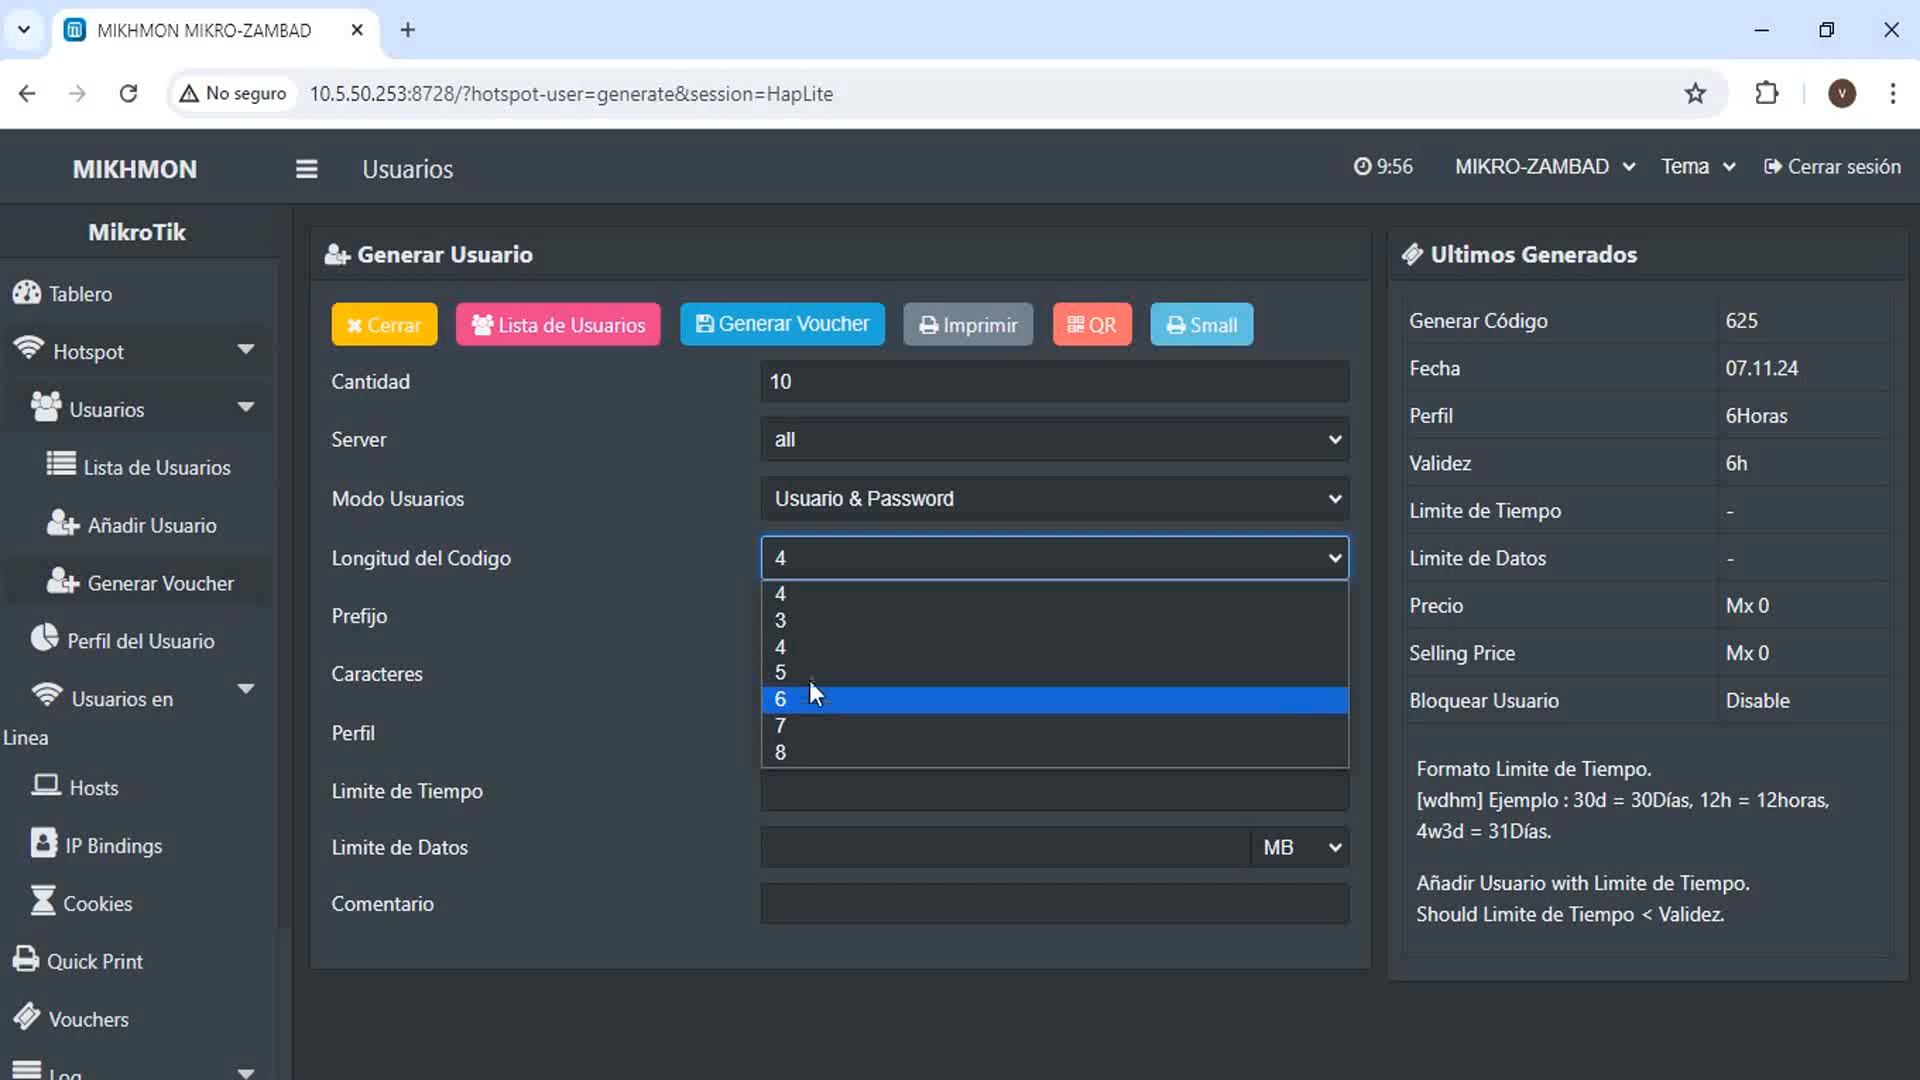 MIKHMON MIKRO-ZAMBAD
No seguro
10.5.50.253:8728/?hotspot-user=generate&session=HapLite
V
MIKHMON
Usuarios
9:56
MIKRO-ZAMBAD
Tema
Cerrar sesión
MikroTik
Tablero
Hotspot
Usuarios
Lista de Usuarios
Añadir Usuario
Generar Voucher
Perfil del Usuario
Usuarios en
Linea
Hosts
IP Bindings
Cookies
Quick Print
Vouchers
Log
Generar Usuario
Cerrar
Lista de Usuarios
Generar Voucher
Imprimir
QR
Small
Cantidad
10
Server
all
Modo Usuarios
Usuario & Password
Longitud del Codigo
4
4
3
4
5
6
7
8
Prefijo
Caracteres
Perfil
Limite de Tiempo
Limite de Datos
MB
Comentario
Ultimos Generados
Generar Código 625
Fecha 07.11.24
Perfil 6Horas
Validez 6h
Limite de Tiempo -
Limite de Datos -
Precio Mx 0
Selling Price Mx 0
Bloquear Usuario Disable
Formato Limite de Tiempo.
[wdhm] Ejemplo : 30d = 30Días, 12h = 12horas,
4w3d = 31Días.
Añadir Usuario with Limite de Tiempo.
Should Limite de Tiempo < Validez.